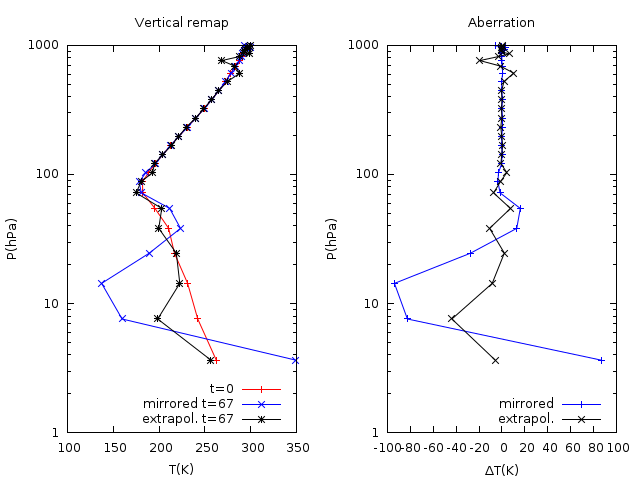 Vertical remap
1000
100
10
1
P(hPa)
t=0
mirrored t=67
extrapol. t=67
100 150 200 250 300 350
T(K)
Aberration
1000
100
10
1
P(hPa)
mirrored
extrapol.
-100 -80 -60 -40 -20 0 20 40 60 80 100
ΔT(K)